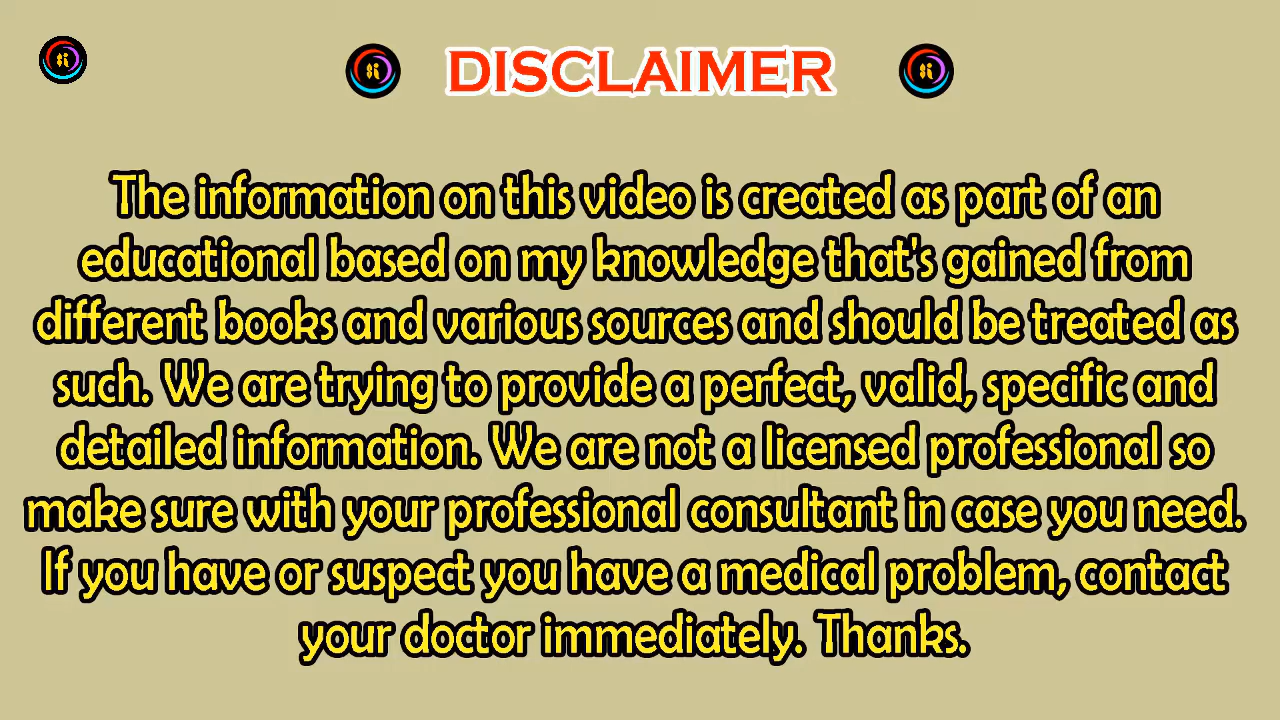 DISCLAIMER
The information on this video is created as part of an
educational based on my knowledge that's gained from
different books and various sources and should be treated as
such. We are trying to provide a perfect, valid, specific and
detailed information. We are not a licensed professional so
make sure with your professional consultant in case you need.
If you have or suspect you have a medical problem, contact
your doctor immediately. Thanks.